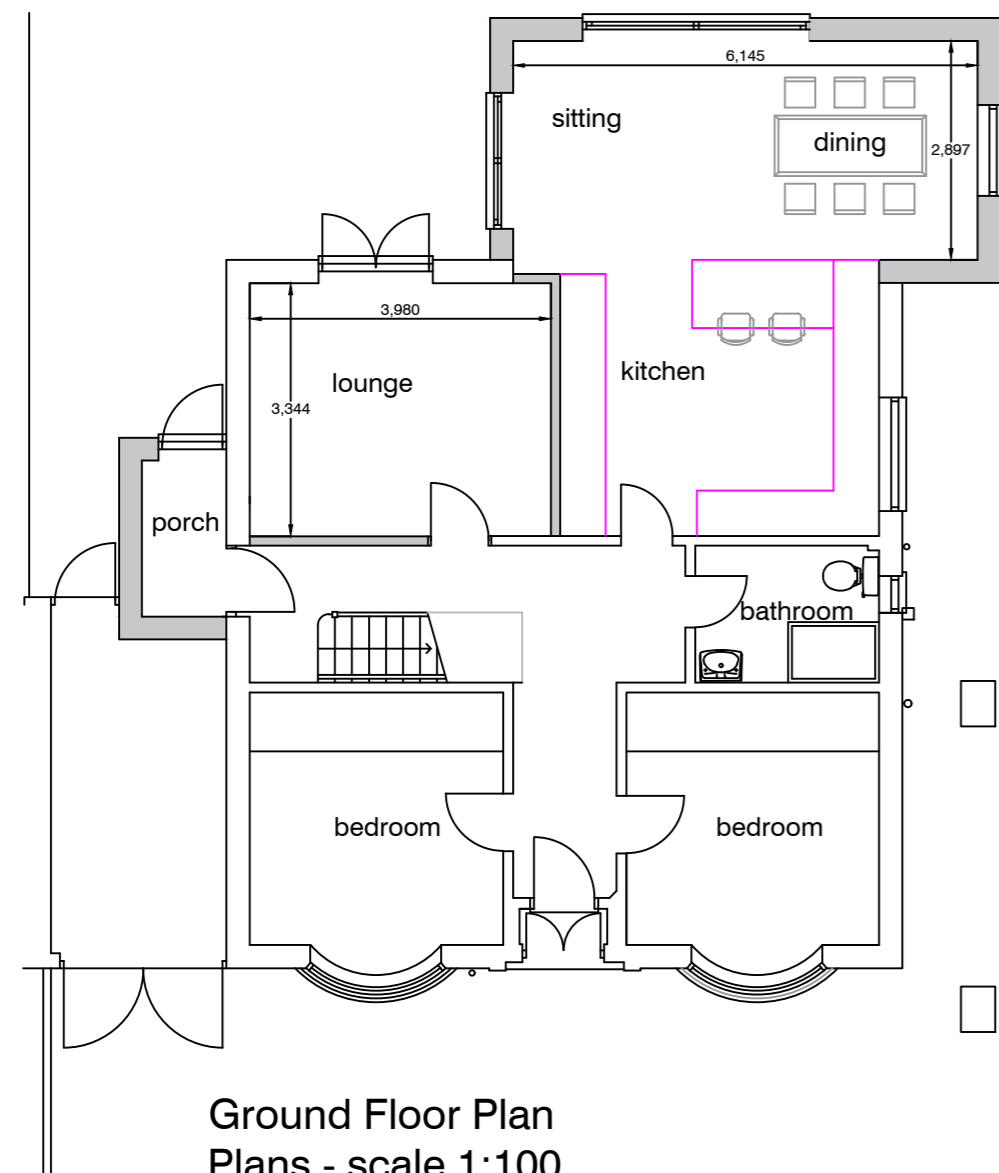 6,145
sitting
dining
2,897
3,980
lounge
kitchen
3,344
porch
bathroom
bedroom
bedroom
Ground Floor Plan
Plans - scale 1:100